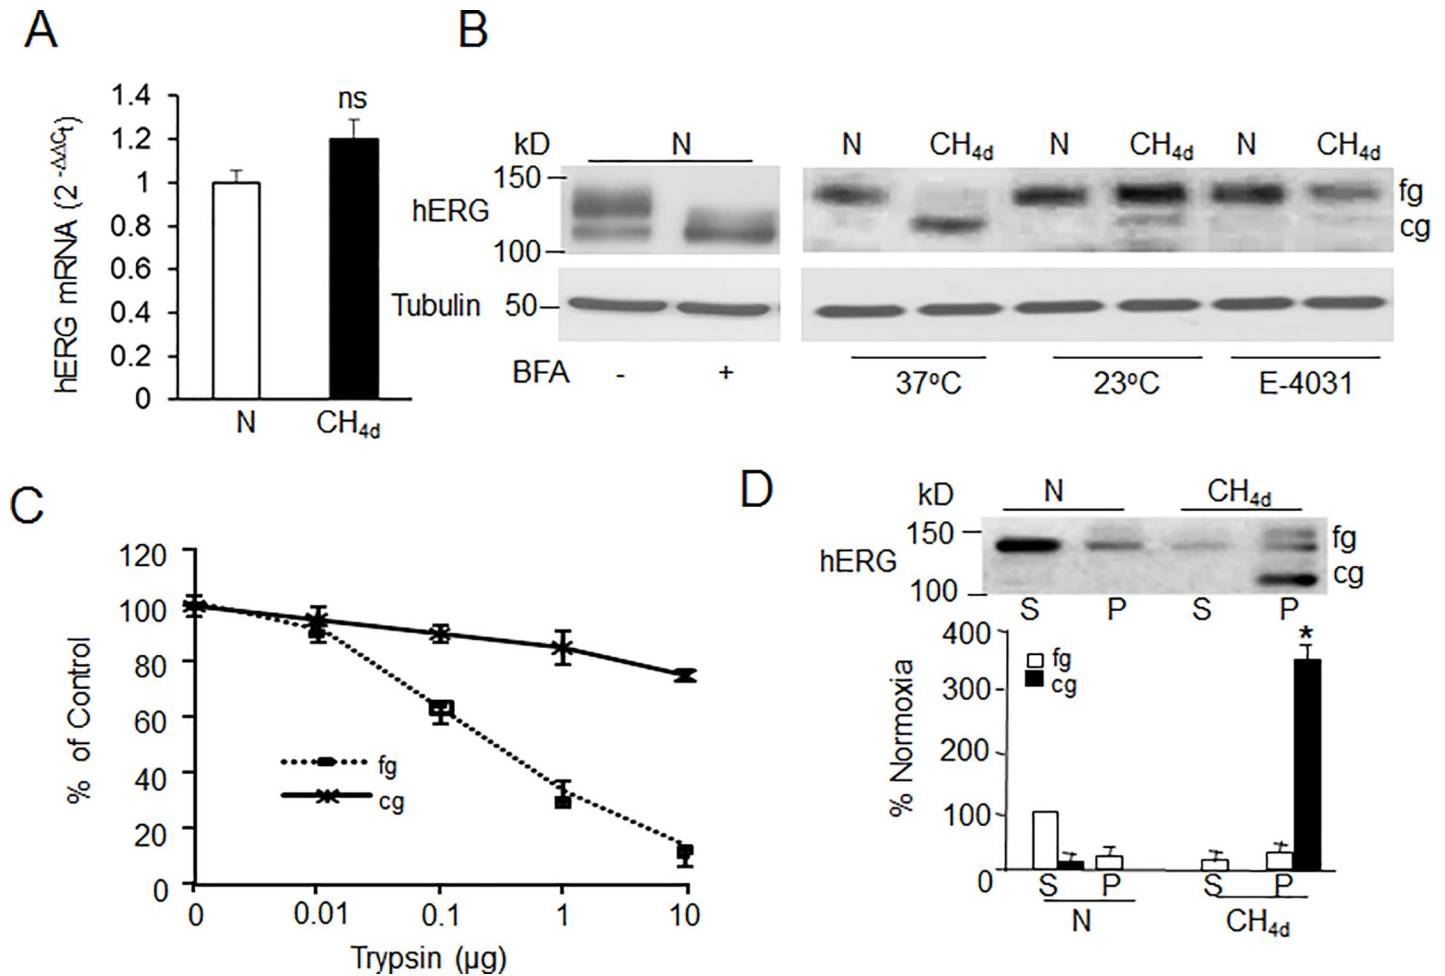 A
hERG mRNA (2 -ΔΔCt)
1.4
1.2
1
0.8
0.6
0.4
0.2
0
ns
N CH4d
B
kD N N CH4d N CH4d N CH4d
150
hERG
100
fg
cg
Tubulin 50
BFA - + 37ºC 23ºC E-4031
C
% of Control
120
100
80
60
40
20
0
fg
cg
0 0.01 0.1 1 10
Trypsin (µg)
D
kD N CH4d
150
hERG
100
fg
cg
S P S P
% Normoxia
400
300
200
100
0
fg
cg
*
S P S P
N CH4d